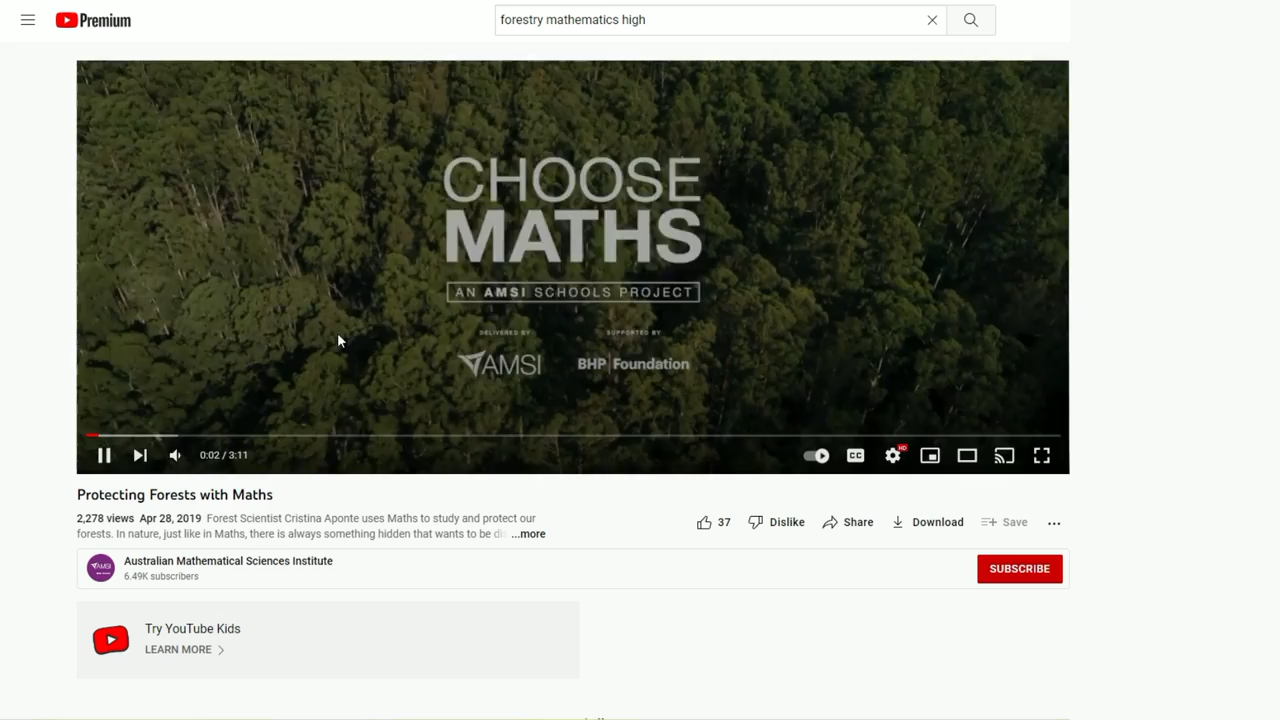 Premium
forestry mathematics high
CHOOSE
MATHS
AN AMSI SCHOOLS PROJECT
DELIVERED BY
SUPPORTED BY
AMSI
BHP Foundation
0:02 / 3:11
CC
HD
Protecting Forests with Maths
2,278 views Apr 28, 2019 Forest Scientist Cristina Aponte uses Maths to study and protect our
forests. In nature, just like in Maths, there is always something hidden that wants to be ...more
37
Dislike
Share
Download
Save
AMSI
Australian Mathematical Sciences Institute
6.49K subscribers
SUBSCRIBE
Try YouTube Kids
LEARN MORE